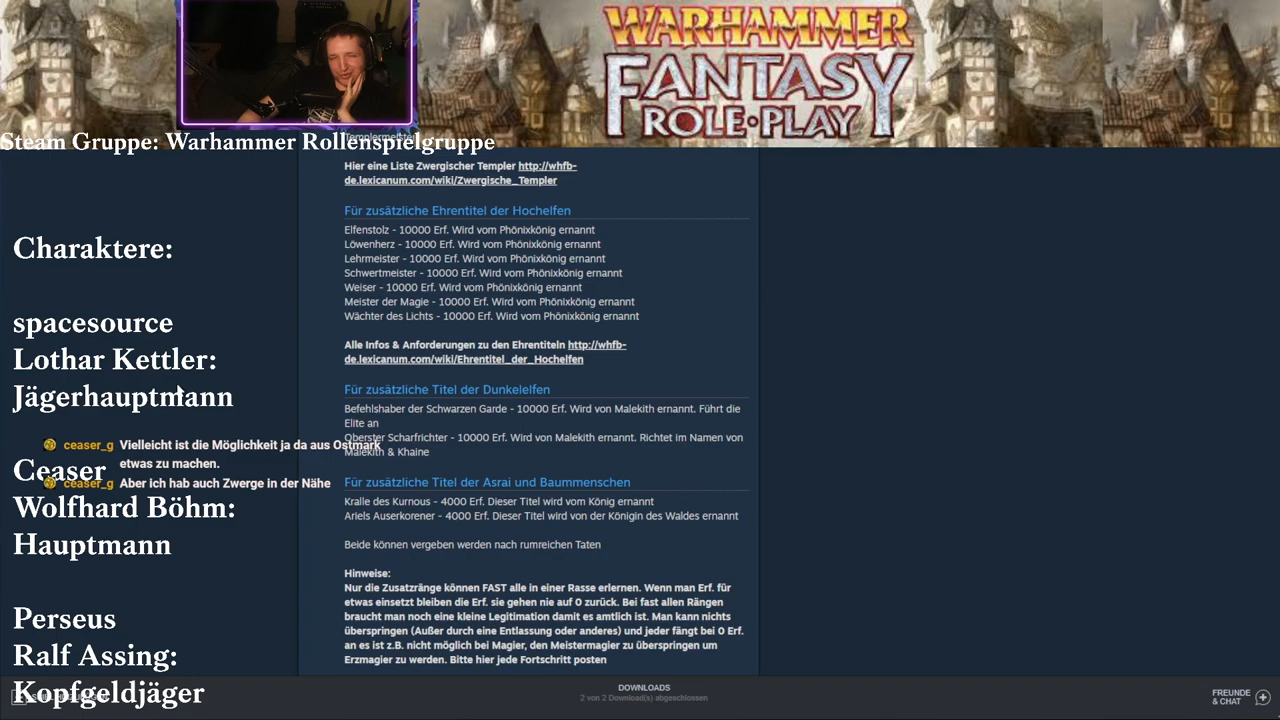 WARHAMMER
FANTASY
ROLE•PLAY
Steam Gruppe: Warhammer Rollenspielgruppe
Templermeister
Hier eine Liste Zwergischer Templer http://whfb-
de.lexicanum.com/wiki/Zwergische_Templer
Für zusätzliche Ehrentitel der Hochelfen
Elfenstolz - 10000 Erf. Wird vom Phönixkönig ernannt
Löwenherz - 10000 Erf. Wird vom Phönixkönig ernannt
Lehrmeister - 10000 Erf. Wird vom Phönixkönig ernannt
Schwertmeister - 10000 Erf. Wird vom Phönixkönig ernannt
Weiser - 10000 Erf. Wird vom Phönixkönig ernannt
Meister der Magie - 10000 Erf. Wird vom Phönixkönig ernannt
Wächter des Lichts - 10000 Erf. Wird vom Phönixkönig ernannt
Alle Infos & Anforderungen zu den Ehrentiteln http://whfb-
de.lexicanum.com/wiki/Ehrentitel_der_Hochelfen
Für zusätzliche Titel der Dunkelelfen
Befehlshaber der Schwarzen Garde - 10000 Erf. Wird von Malekith ernannt. Führt die
Elite an
Oberster Scharfrichter - 10000 Erf. Wird von Malekith ernannt. Richtet im Namen von
Malekith & Khaine
Für zusätzliche Titel der Asrai und Baummenschen
Kralle des Kurnous - 4000 Erf. Dieser Titel wird vom König ernannt
Ariels Auserkorener - 4000 Erf. Dieser Titel wird von der Königin des Waldes ernannt
Beide können vergeben werden nach rumreichen Taten
Hinweise:
Nur die Zusatzränge können FAST alle in einer Rasse erlernen. Wenn man Erf. für
etwas einsetzt bleiben die Erf. sie gehen nie auf 0 zurück. Bei fast allen Rängen
braucht man noch eine kleine Legitimation damit es amtlich ist. Man kann nichts
überspringen (Außer durch eine Entlassung oder anderes) und jeder fängt bei 0 Erf.
an es ist z.B. nicht möglich bei Magier, den Meistermagier zu überspringen um
Erzmagier zu werden. Bitte hier jede Fortschritt posten
Charaktere:
spacesource
Lothar Kettler:
Jägerhauptmann
ceaser_g Vielleicht ist die Möglichkeit ja da aus Ostmark
etwas zu machen.
Ceaser
ceaser_g Aber ich hab auch Zwerge in der Nähe
Wolfhard Böhm:
Hauptmann
Perseus
Ralf Assing:
Kopfgeldjäger
DOWNLOADS
2 von 2 Download(s) abgeschlossen
FREUNDE
& CHAT